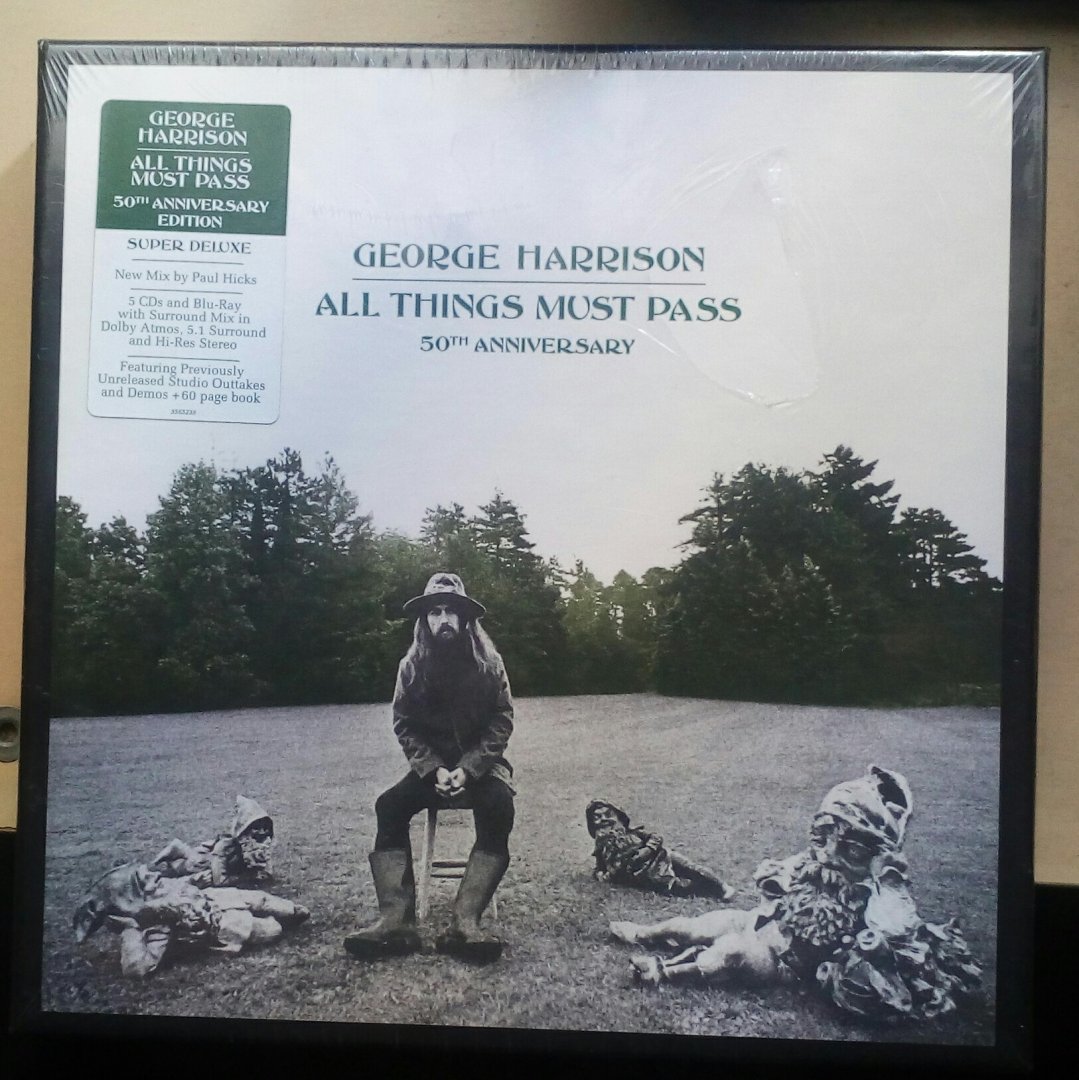 GEORGE
HARRISON
ALL THINGS
MUST PASS
50TH ANNIVERSARY
EDITION
SUPER DELUXE
New Mix by Paul Hicks
5 CDs and Blu-Ray
with Surround Mix in
Dolby Atmos, 5.1 Surround
and Hi-Res Stereo
Featuring Previously
Unreleased Studio Outtakes
and Demos +60 page book
GEORGE HARRISON
ALL THINGS MUST PASS
50TH ANNIVERSARY